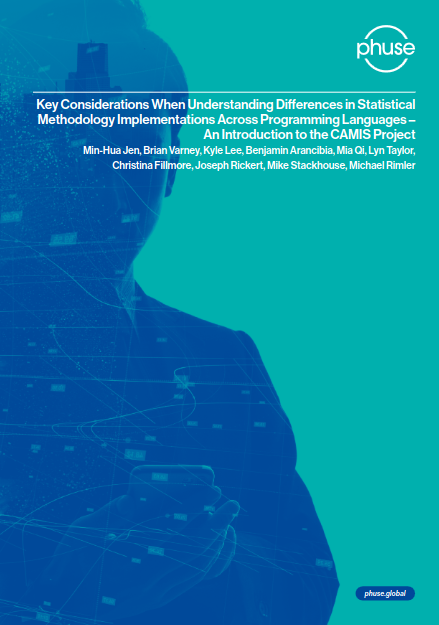 phuse
Key Considerations When Understanding Differences in Statistical
Methodology Implementations Across Programming Languages –
An Introduction to the CAMIS Project
Min-Hua Jen, Brian Varney, Kyle Lee, Benjamin Arancibia, Mia Qi, Lyn Taylor,
Christina Fillmore, Joseph Rickert, Mike Stackhouse, Michael Rimler
phuse.global